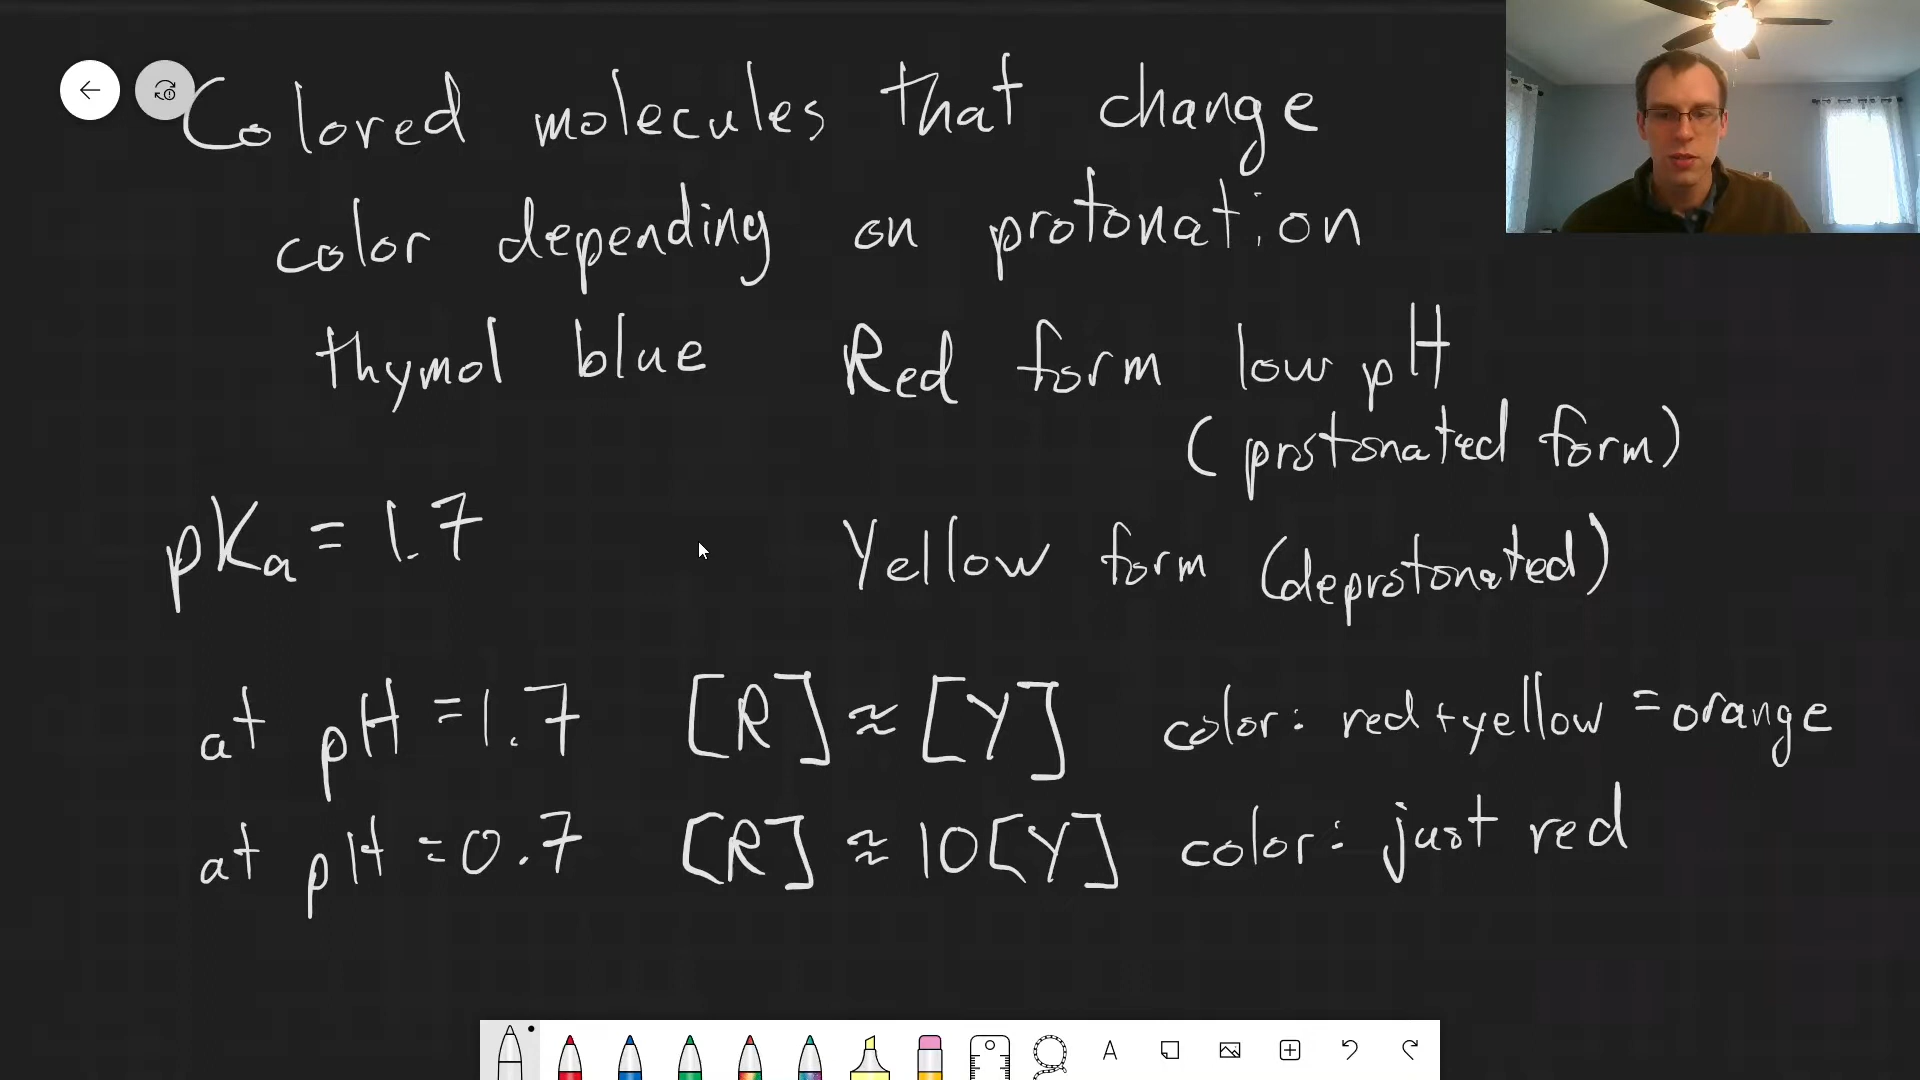 Colored molecules that change
color depending on protonation
thymol blue Red form low pH
(protonated form)
pKa = 1.7 Yellow form (deprotonated)
at pH = 1.7 [R] ≈ [Y] color: red + yellow = orange
at pH = 0.7 [R] ≈ 10[Y] color: just red
A